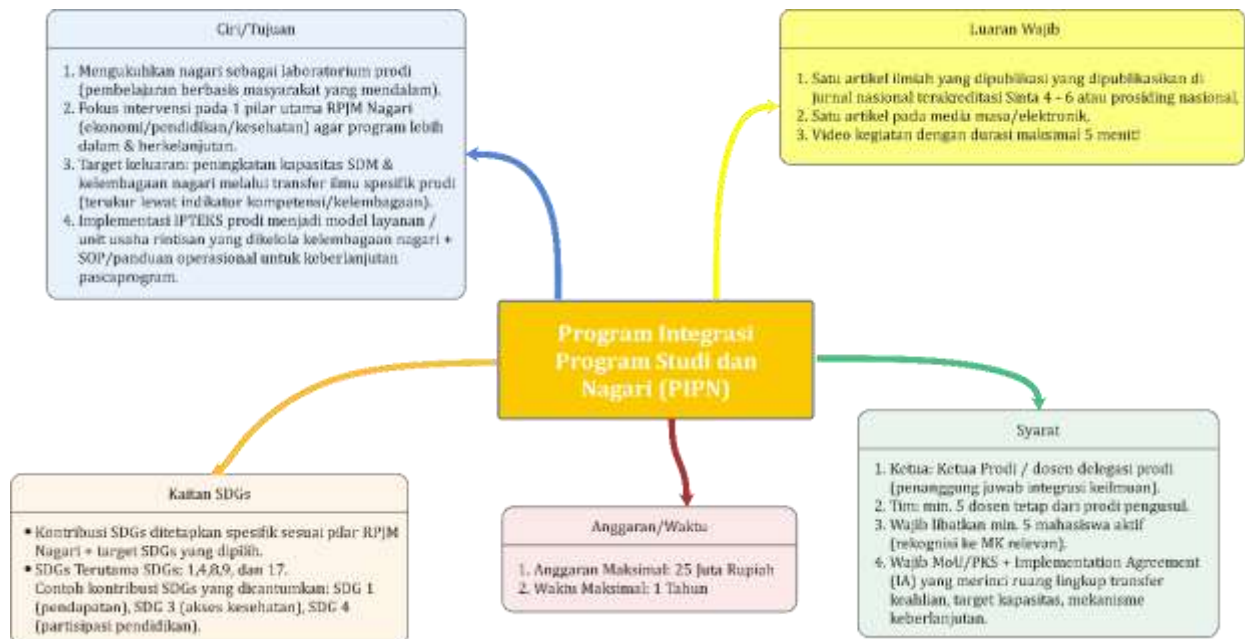 Ciri/Tujuan
1. Mengukuhkan nagari sebagai laboratorium prodi
(pembelajaran berbasis masyarakat yang mendalam).
2. Fokus intervensi pada 1 pilar utama RPJM Nagari
(ekonomi/pendidikan/kesehatan) agar program lebih
dalam & berkelanjutan.
3. Target keluaran: peningkatan kapasitas SDM &
kelembagaan nagari melalui transfer ilmu spesifik prodi
(terukur lewat indikator kompetensi/kelembagaan).
4. Implementasi IPTEKS prodi menjadi model layanan /
unit usaha rintisan yang dikelola kelembagaan nagari +
SOP/panduan operasional untuk keberlanjutan
pascaprogram.
Luaran Wajib
1. Satu artikel ilmiah yang dipublikasi yang dipublikasikan di
jurnal nasional terakreditasi Sinta 4 - 6 atau prosiding nasional.
2. Satu artikel pada media masa/elektronik.
3. Video kegiatan dengan durasi maksimal 5 menit!
Program Integrasi
Program Studi dan
Nagari (PIPN)
Kaitan SDGs
• Kontribusi SDGs ditetapkan spesifik sesuai pilar RPJM
Nagari + target SDGs yang dipilih.
• SDGs Terutama SDGs: 1,4,8,9, dan 17.
Contoh kontribusi SDGs yang dicantumkan: SDG 1
(pendapatan), SDG 3 (akses kesehatan), SDG 4
(partisipasi pendidikan).
Anggaran/Waktu
1. Anggaran Maksimal: 25 Juta Rupiah
2. Waktu Maksimal: 1 Tahun
Syarat
1. Ketua: Ketua Prodi / dosen delegasi prodi
(penanggung jawab integrasi keilmuan).
2. Tim: min. 5 dosen tetap dari prodi pengusul.
3. Wajib libatkan min. 5 mahasiswa aktif
(rekognisi ke MK relevan).
4. Wajib MoU/PKS + Implementation Agreement
(IA) yang merinci ruang lingkup transfer
keahlian, target kapasitas, mekanisme
keberlanjutan.